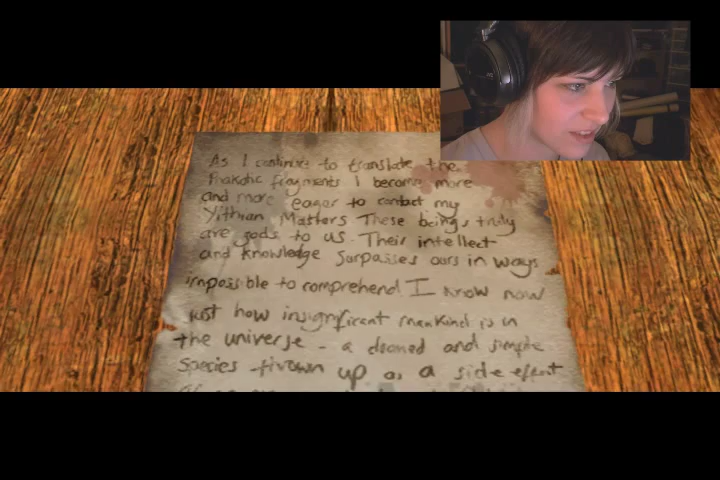 As I continue to translate the
Pnakotic fragments I become more
and more eager to contact my
Yithian Masters These beings truly
are gods to us. Their intellect
and knowledge surpasses ours in ways
impossible to comprehend I know now
just how insignificant mankind is in
the universe - a doomed and simple
species thrown up as a side effect